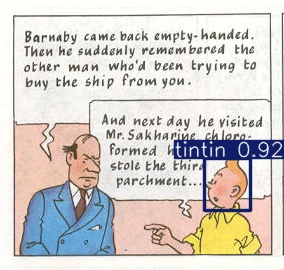 Barnaby came back empty-handed.
Then he suddenly remembered the
other man who'd been trying to
buy the ship from you.
And next day he visited
Mr. Sakharine, chloro-
formed
stole the third
parchment...
tintin 0.92